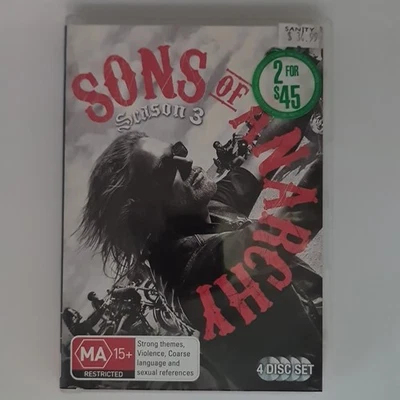 SANITY
2 FOR
$45
SONS
OF
ANARCHY
Season 3
MA 15+
RESTRICTED
Strong themes,
Violence, Coarse
language and
sexual references
4 DISC SET